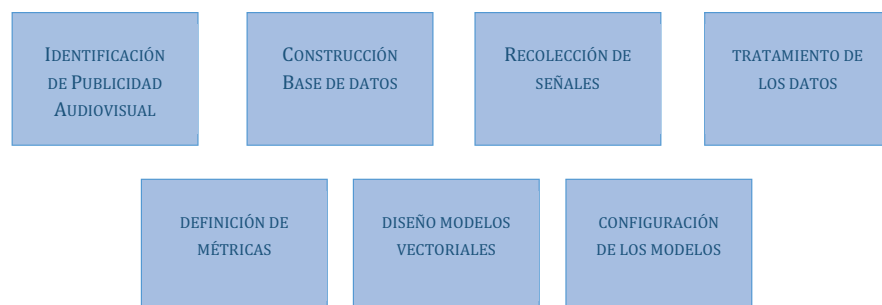 IDENTIFICACIÓN
DE PUBLICIDAD
AUDIOVISUAL
CONSTRUCCIÓN
BASE DE DATOS
RECOLECCIÓN DE
SEÑALES
TRATAMIENTO DE
LOS DATOS
DEFINICIÓN DE
MÉTRICAS
DISEÑO MODELOS
VECTORIALES
CONFIGURACIÓN
DE LOS MODELOS